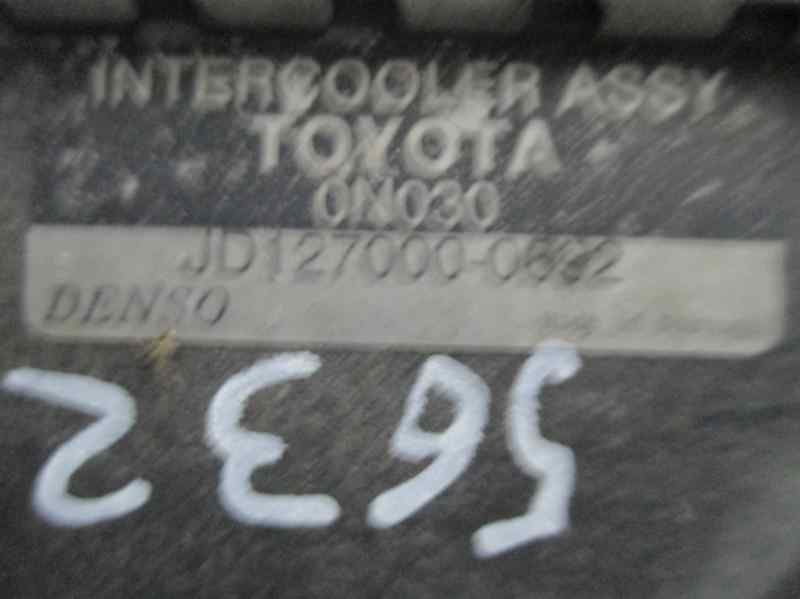 INTERCOOLER ASSY
TOYOTA
0N030
DENSO
5632